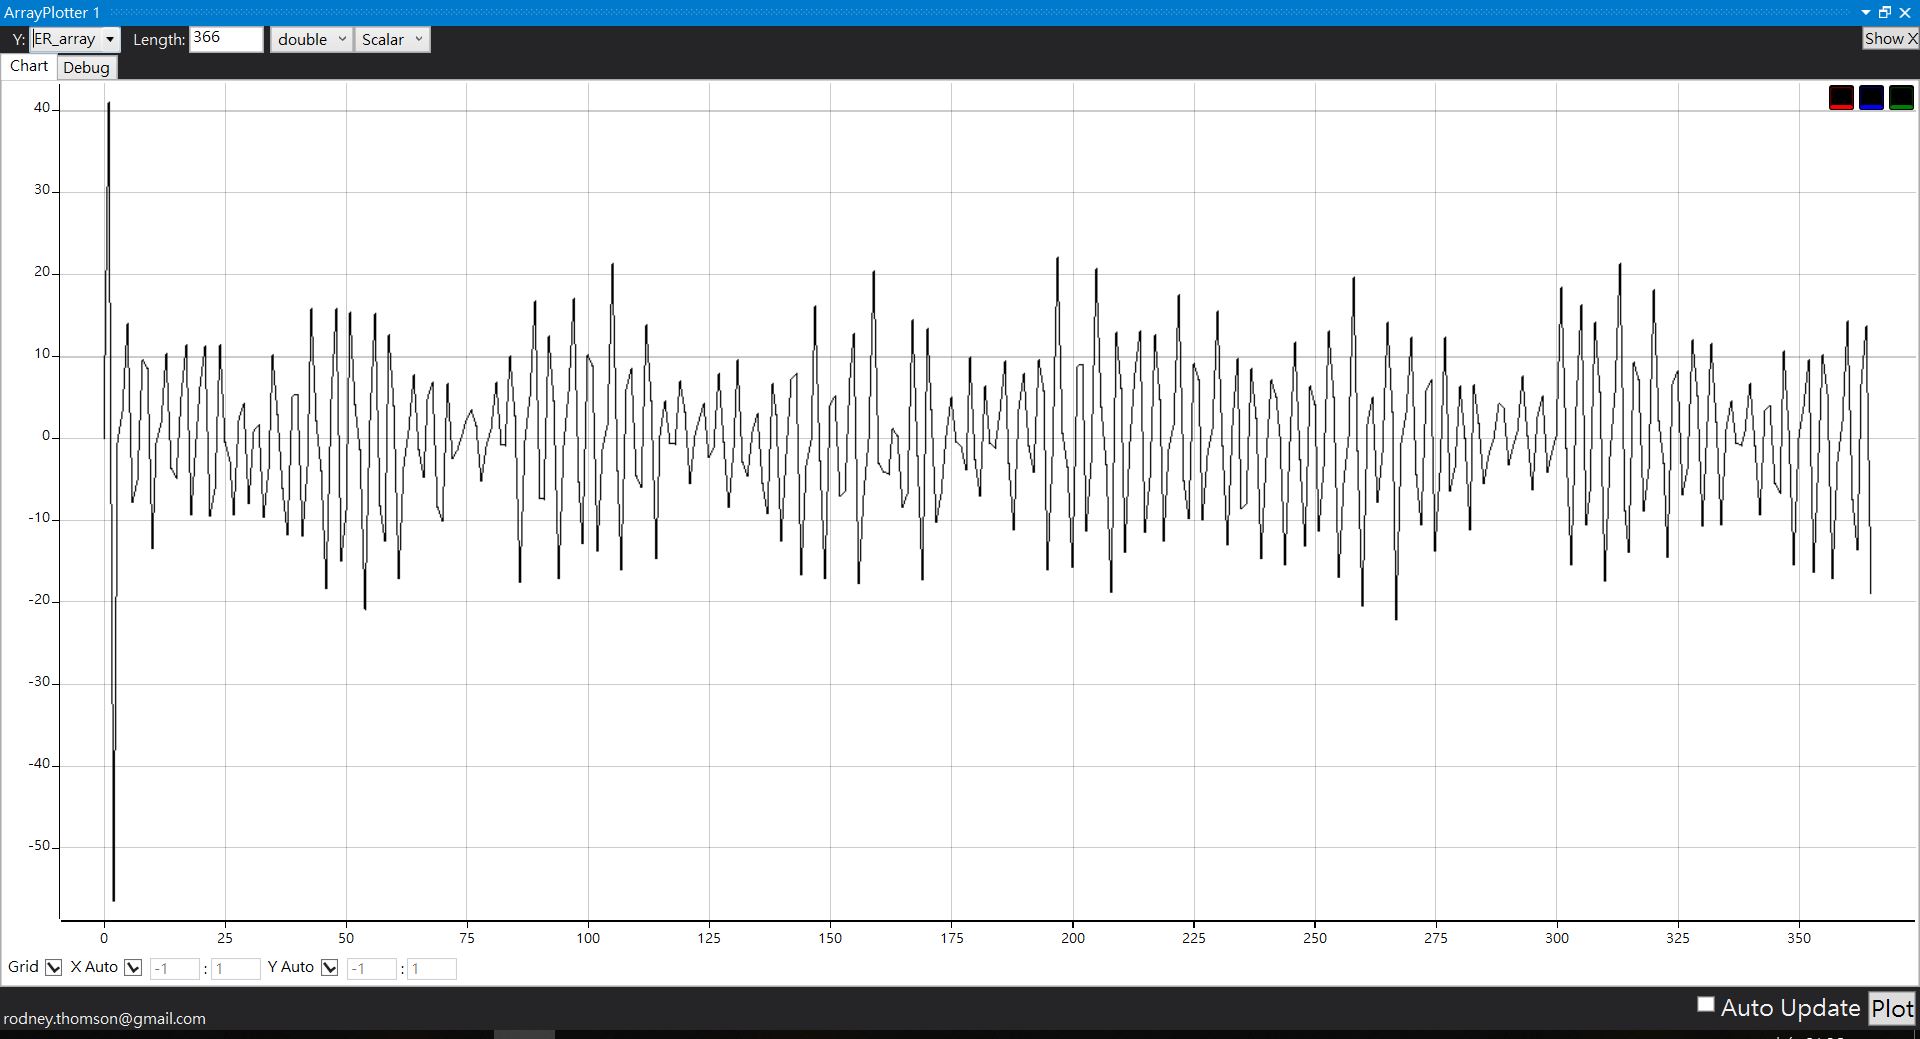 ArrayPlotter 1
Y: ER_array Length: 366 double Scalar Show X
Chart Debug
40
30
20
10
0
-10
-20
-30
-40
-50
0 25 50 75 100 125 150 175 200 225 250 275 300 325 350
Grid X Auto -1 : 1 Y Auto -1 : 1
Auto Update Plot
rodney.thomson@gmail.com